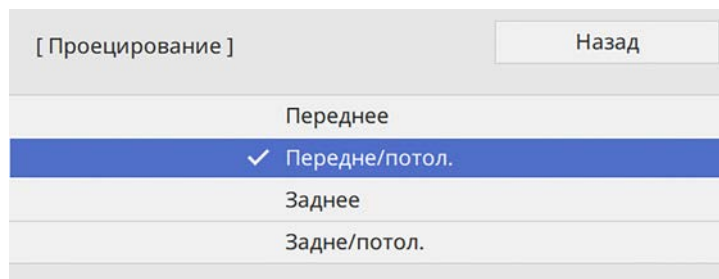 [ Проецирование ]
Назад
Переднее
Передне/потол.
Заднее
Задне/потол.